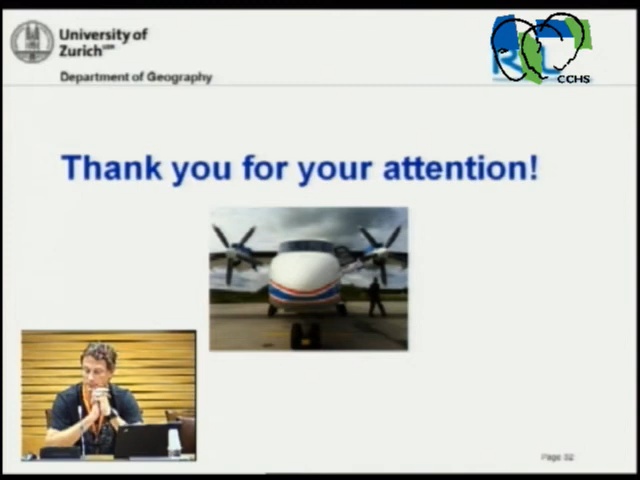 University of
Zurich
Department of Geography
CCHS
Thank you for your attention!
Page 32